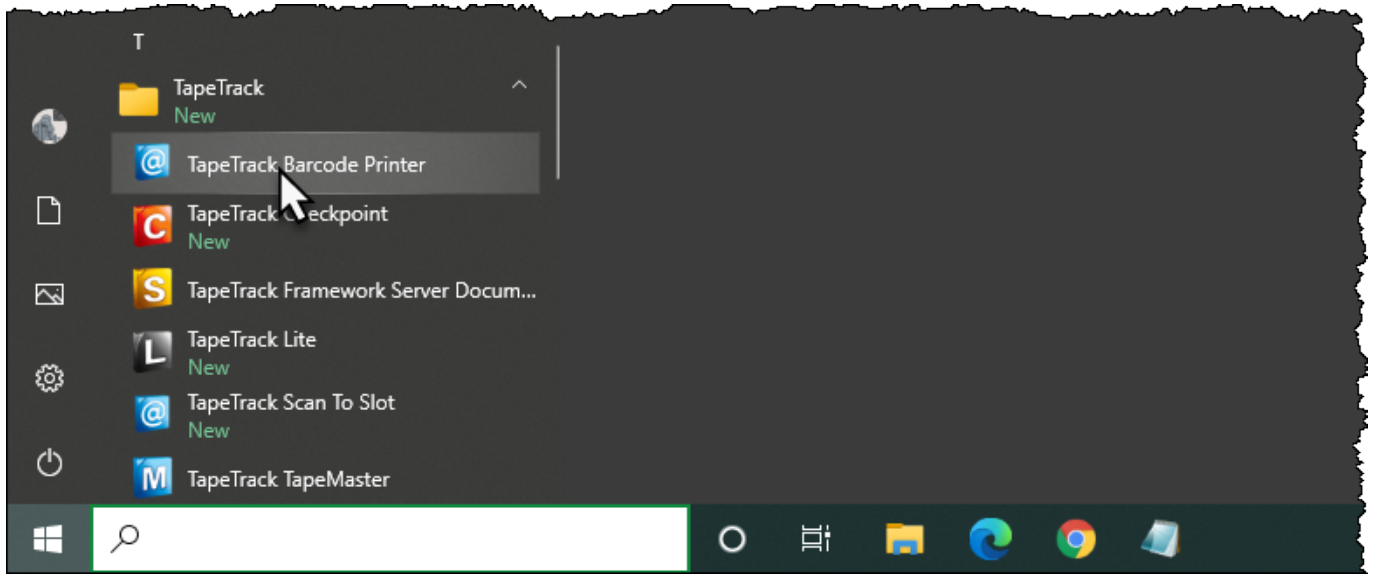 T
TapeTrack
New
@ TapeTrack Barcode Printer
C TapeTrack eckpoint
New
S TapeTrack Framework Server Docum...
L TapeTrack Lite
New
@ TapeTrack Scan To Slot
New
M TapeTrack TapeMaster